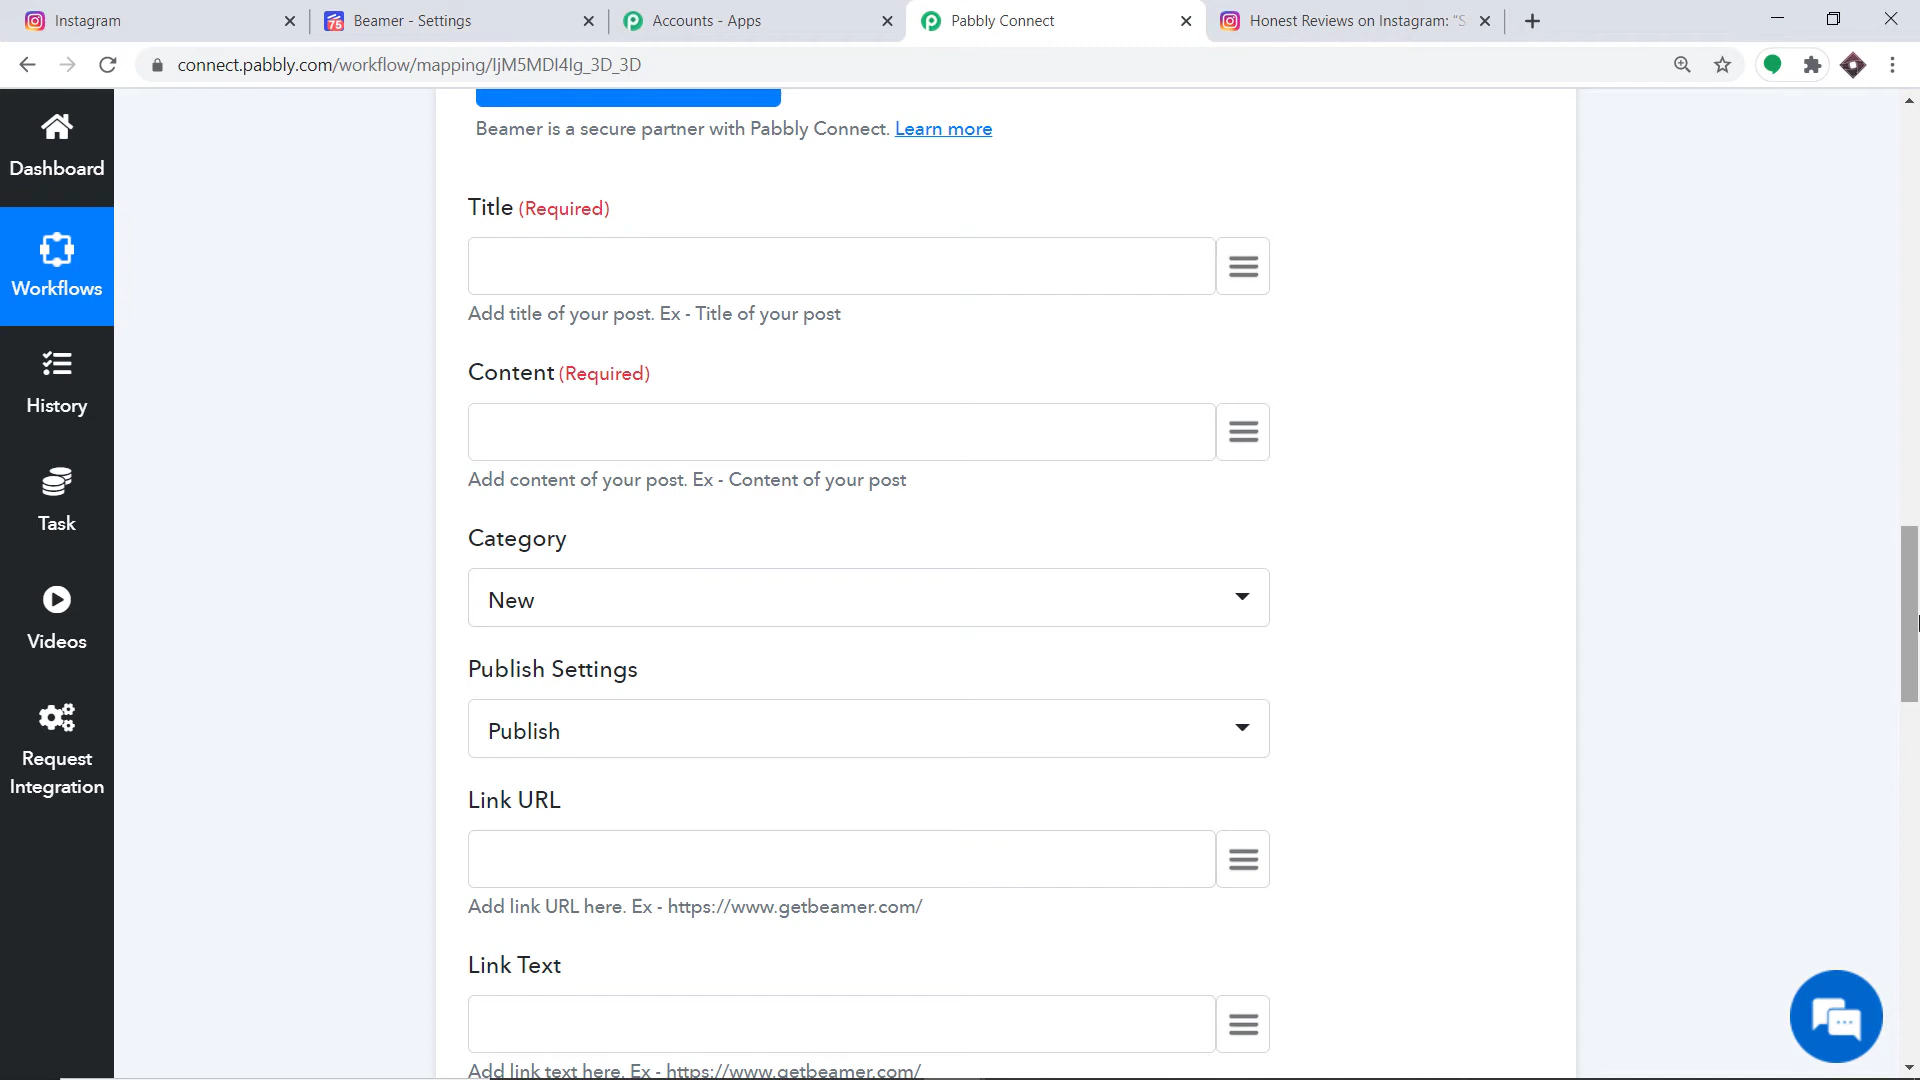 Instagram
Beamer - Settings
Accounts - Apps
Pabbly Connect
Honest Reviews on Instagram: "S
connect.pabbly.com/workflow/mapping/IjM5MDI4Ig_3D_3D
Dashboard
Workflows
History
Task
Videos
Request
Integration
Beamer is a secure partner with Pabbly Connect. Learn more
Title (Required)
Add title of your post. Ex - Title of your post
Content (Required)
Add content of your post. Ex - Content of your post
Category
New
Publish Settings
Publish
Link URL
Add link URL here. Ex - https://www.getbeamer.com/
Link Text
Add link text here. Ex - https://www.getbeamer.com/